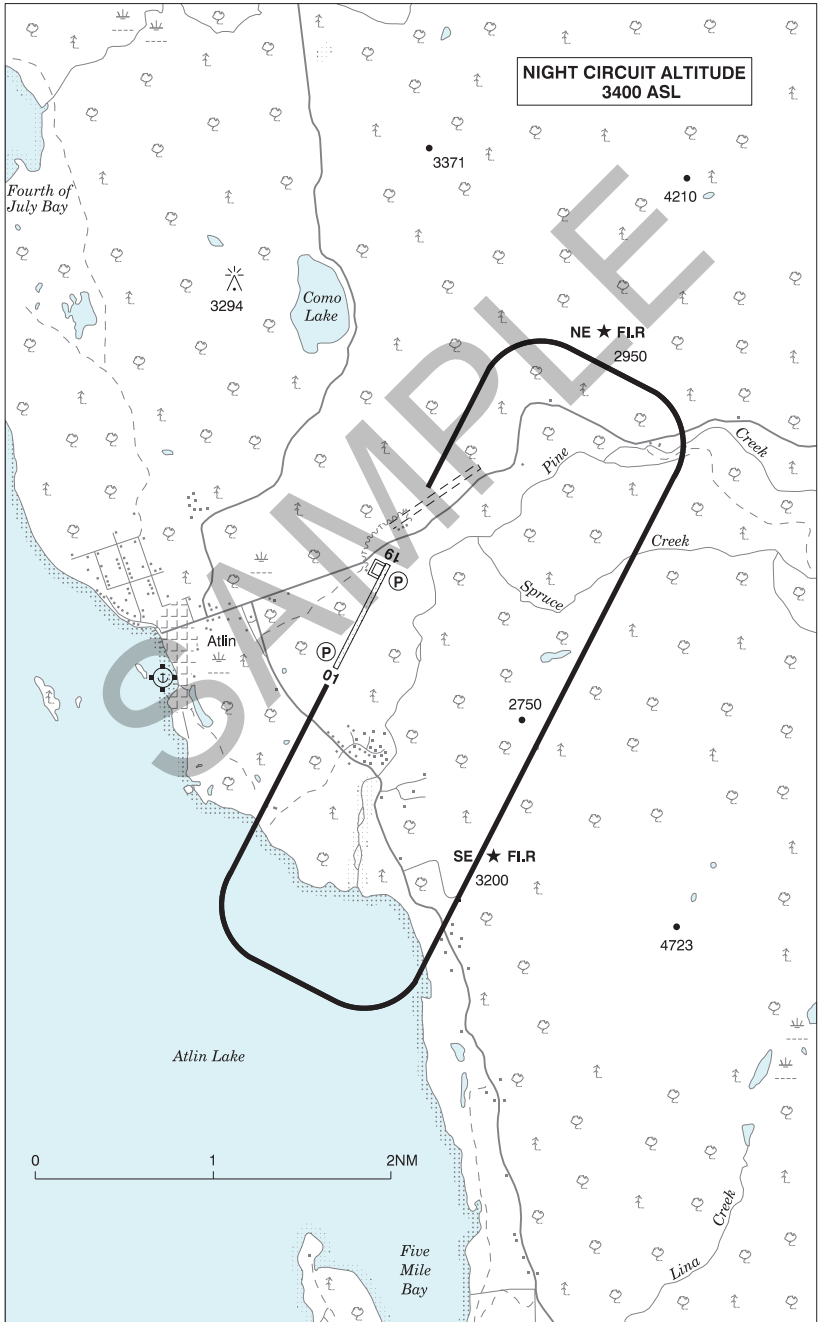 NIGHT CIRCUIT ALTITUDE
3400 ASL
3371
4210
Fourth of
July Bay
3294
Como
Lake
NE ★ Fl.R
2950
Pine
Creek
Creek
Spruce
19
P
Atlin
P
01
2750
SE ★ Fl.R
3200
4723
Atlin Lake
0 1 2NM
Five
Mile
Bay
Lina
Creek
SAMPLE